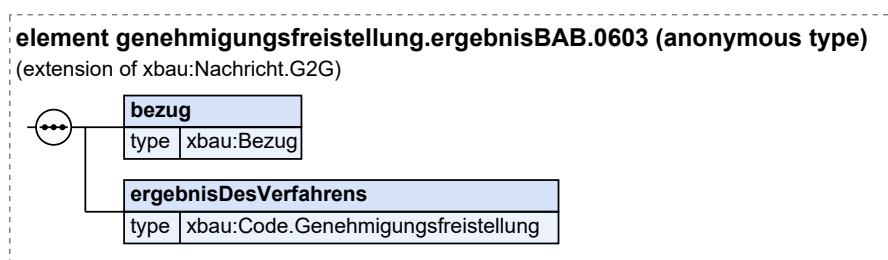 element genehmigungsfreistellung.ergebnisBAB.0603 (anonymous type)
(extension of xbau:Nachricht.G2G)
bezug
type xbau:Bezug
ergebnisDesVerfahrens
type xbau:Code.Genehmigungsfreistellung